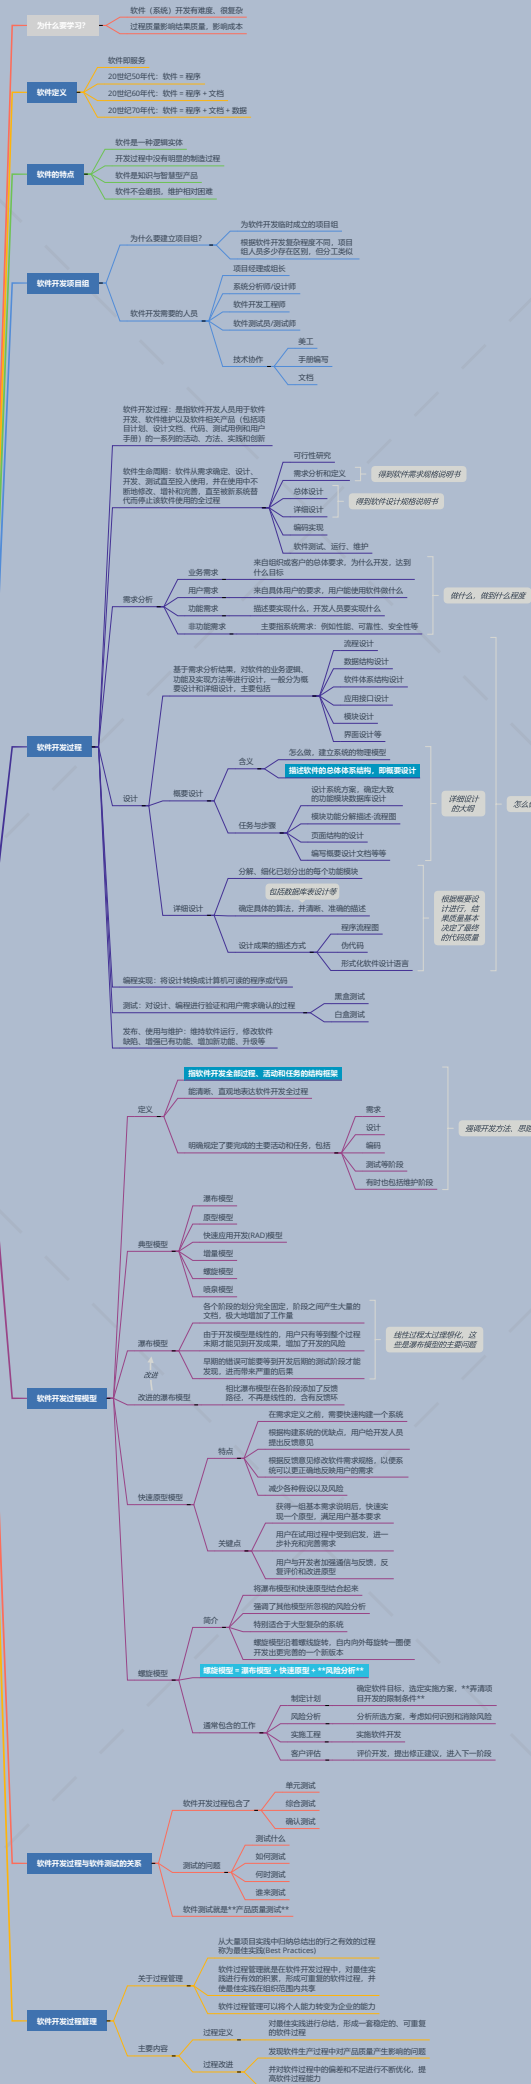 为什么要学习？
软件（系统）开发有难度、很复杂
过程质量影响结果质量，影响成本
软件定义
软件即服务
20世纪50年代：软件 = 程序
20世纪60年代：软件 = 程序 + 文档
20世纪70年代：软件 = 程序 + 文档 + 数据
软件的特点
软件是一种逻辑实体
开发过程中没有明显的制造过程
软件是知识与智慧型产品
软件不会磨损、维护相对困难
软件开发项目组
为什么要建立项目组？
为软件开发临时成立的项目组
根据软件开发复杂程度不同，项目
组人员多少存在区别，但分工类似
软件开发需要的人员
项目经理或组长
系统分析师/设计师
软件开发工程师
软件测试员/测试师
技术协作
美工
手册编写
文档
软件开发过程
软件开发过程：是指软件开发人员用于软件
开发、软件维护以及软件相关产品（包括项
目计划、设计文档、代码、测试用例和用户
手册）的一系列的活动、方法、实践和创新
软件生命周期：软件从需求确定、设计、
开发、测试直至投入使用，并在使用中不
断地修改、增补和完善，直至被新系统替
代而停止该软件使用的全过程
可行性研究
需求分析和定义
得到软件需求规格说明书
总体设计
详细设计
得到软件设计规格说明书
编码实现
软件测试、运行、维护
需求分析
业务需求
来自组织或客户的总体要求、为什么开发，达到
什么目标
用户需求
来自具体用户的要求，用户能使用软件做什么
功能需求
描述要实现什么，开发人员要实现什么
非功能需求
主要指系统需求：例如性能、可靠性、安全性等
做什么，做到什么程度
设计
基于需求分析结果，对软件的业务逻辑、
功能及实现方法等进行设计，一般分为概
要设计和详细设计，主要包括
流程设计
数据结构设计
软件体系结构设计
应用接口设计
模块设计
界面设计等
概要设计
含义
怎么做，建立系统的物理模型
描述软件的总体体系结构，即概要设计
任务与步骤
设计系统方案，确定大致
的功能模块数据库设计
模块功能分解描述-流程图
页面结构的设计
编写概要设计文档等等
详细设计
的大纲
怎么
详细设计
分解、细化已划分出的每个功能模块
包括数据库表设计等
确定具体的算法，并清晰、准确的描述
设计成果的描述方式
程序流程图
伪代码
形式化软件设计语言
根据概要设
计进行，结
果质量基本
决定了最终
的代码质量
编程实现：将设计转换成计算机可读的程序或代码
测试：对设计、编程进行验证和用户需求确认的过程
黑盒测试
白盒测试
发布、使用与维护：维持软件运行，修改软件
缺陷、增强已有功能、增加新功能、升级等
软件开发过程模型
定义
指软件开发全部过程、活动和任务的结构框架
能清晰、直观地表达软件开发全过程
明确规定了要完成的主要活动和任务，包括
需求
设计
编码
测试等阶段
有时也包括维护阶段
强调开发方法、思
典型模型
瀑布模型
原型模型
快速应用开发(RAD)模型
增量模型
螺旋模型
喷泉模型
瀑布模型
各个阶段的划分完全固定，阶段之间产生大量的
文档，极大地增加了工作量
由于开发模型是线性的，用户只有等到整个过程
末期才能见到开发成果，增加了开发的风险
早期的错误可能要等到开发后期的测试阶段才能
发现，进而带来严重的后果
线性过程太过理想化，这
些是瀑布模型的主要问题
改进
改进的瀑布模型
相比瀑布模型在各阶段添加了反馈
路径，不再是线性的，含有反馈环
快速原型模型
特点
在需求定义之前，需要快速构建一个系统
根据构建系统的优缺点，用户给开发人员
提出反馈意见
根据反馈意见修改软件需求规格，以便系
统可以更正确地反映用户的需求
减少各种假设以及风险
关键点
获得一组基本需求说明后，快速实
现一个原型，满足用户基本要求
用户在试用过程中受到启发，进一
步补充和完善需求
用户与开发者加强通信与反馈，反
复评价和改进原型
螺旋模型
简介
将瀑布模型和快速原型结合起来
强调了其他模型所忽视的风险分析
特别适合于大型复杂的系统
螺旋模型沿着螺线旋转，自内向外每旋转一圈便
开发出更完善的一个新版本
螺旋模型 = 瀑布模型 + 快速原型 + **风险分析**
通常包含的工作
制定计划
确定软件目标，选定实施方案，**弄清项
目开发的限制条件**
风险分析
分析所选方案，考虑如何识别和消除风险
实施工程
实施软件开发
客户评估
评价开发，提出修正建议，进入下一阶段
软件开发过程与软件测试的关系
软件开发过程包含了
单元测试
综合测试
确认测试
测试的问题
测试什么
如何测试
何时测试
谁来测试
软件测试就是**产品质量测试**
软件开发过程管理
关于过程管理
从大量项目实践中归纳总结出的行之有效的过程
称为最佳实践(Best Practices)
软件过程管理就是在软件开发过程中，对最佳实
践进行有效的积累，形成可重复的软件过程，并
使最佳实践在组织范围内共享
软件过程管理可以将个人能力转变为企业的能力
主要内容
过程定义
对最佳实践进行总结，形成一套稳定的、可重复
的软件过程
过程改进
发现软件生产过程中对产品质量产生影响的问题
并对软件过程中的偏差和不足进行不断优化，提
高软件过程能力